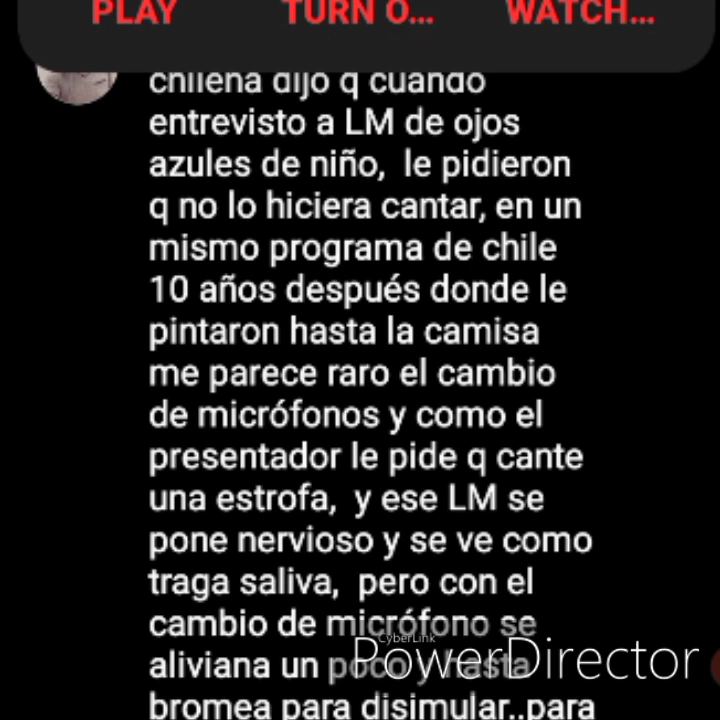 PLAY TURN O... WATCH...
chilena dijo q cuando
entrevisto a LM de ojos
azules de niño, le pidieron
q no lo hiciera cantar, en un
mismo programa de chile
10 años después donde le
pintaron hasta la camisa
me parece raro el cambio
de micrófonos y como el
presentador le pide q cante
una estrofa, y ese LM se
pone nervioso y se ve como
traga saliva, pero con el
cambio de micrófono se
CyberLink
PowerDirector
aliviana un poco y hasta
bromea para disimular..para